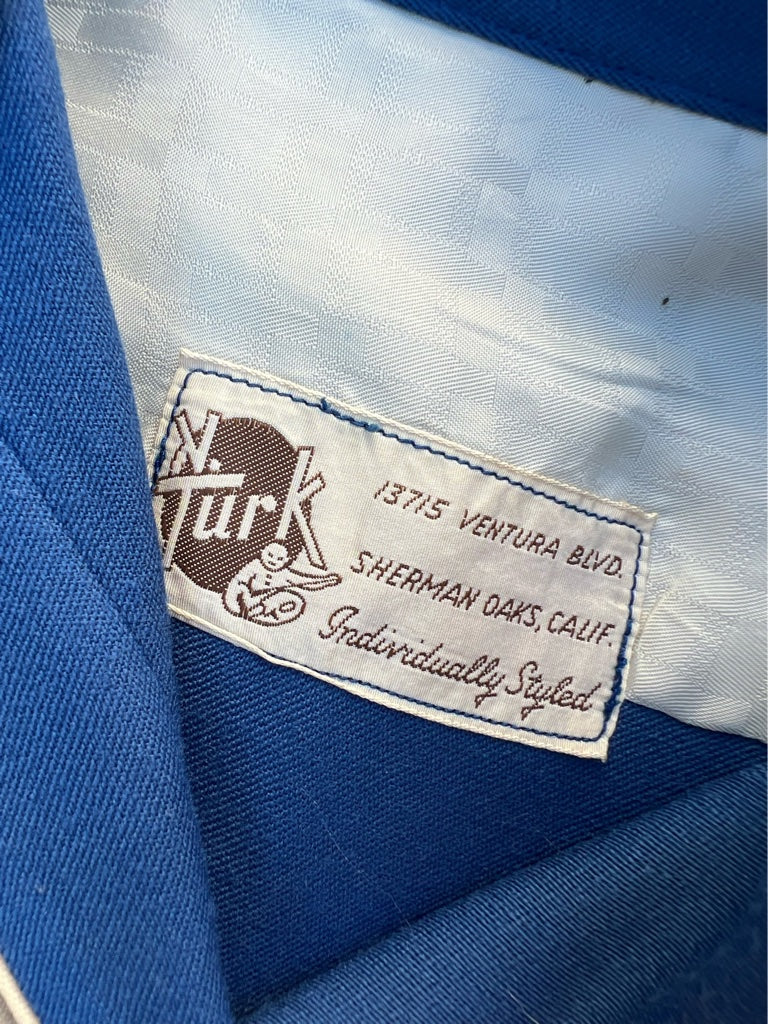 N.
Turk
13715 VENTURA BLVD.
SHERMAN OAKS, CALIF.
Individually Styled